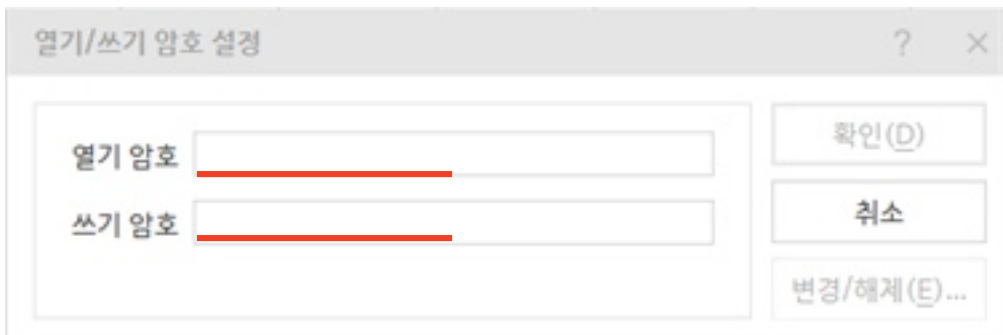 열기/쓰기 암호 설정 ? ×
열기 암호
확인(D)
쓰기 암호
취소
변경/해제(E)...